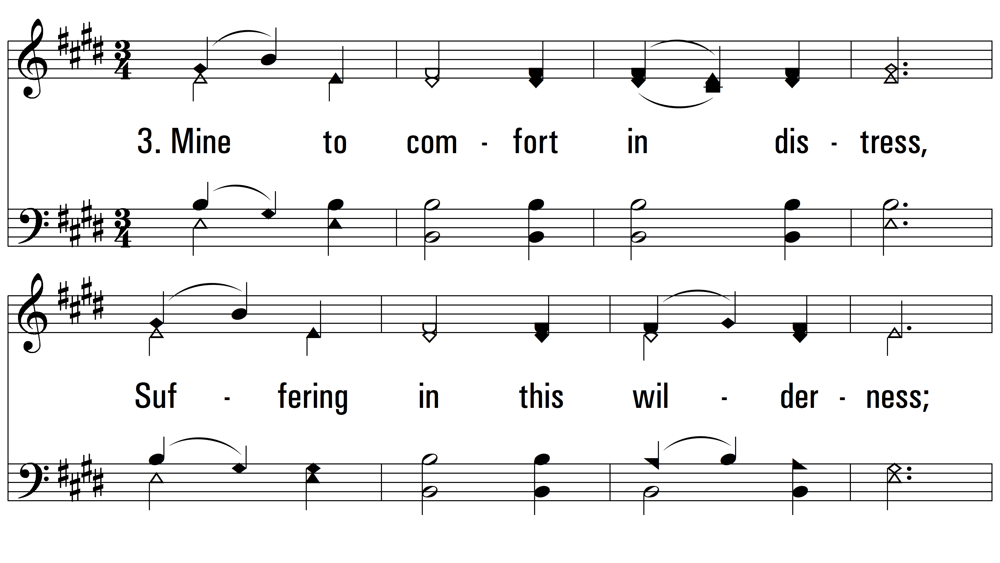 3. Mine to com - fort in dis - tress,
Suf - fering in this wil - der - ness;